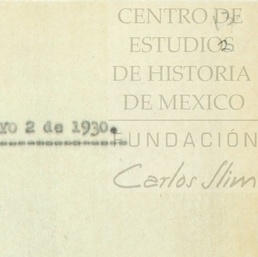 CENTRO DE
ESTUDIOS
DE HISTORIA
DE MEXICO
YO 2 de 1930.
FUNDACIÓN
Carlos Slim